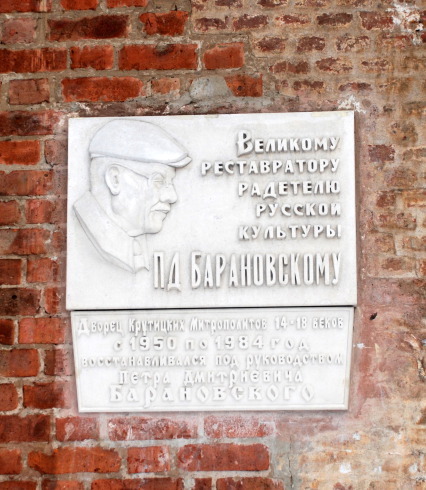 Великому
реставратору
радетелю
русской
культуры
П.Д. Барановскому
Дворец Крутицких Митрополитов 14-18 веков
с 1950 по 1984 год
восстанавливался под руководством
Петра Дмитриевича
Барановского